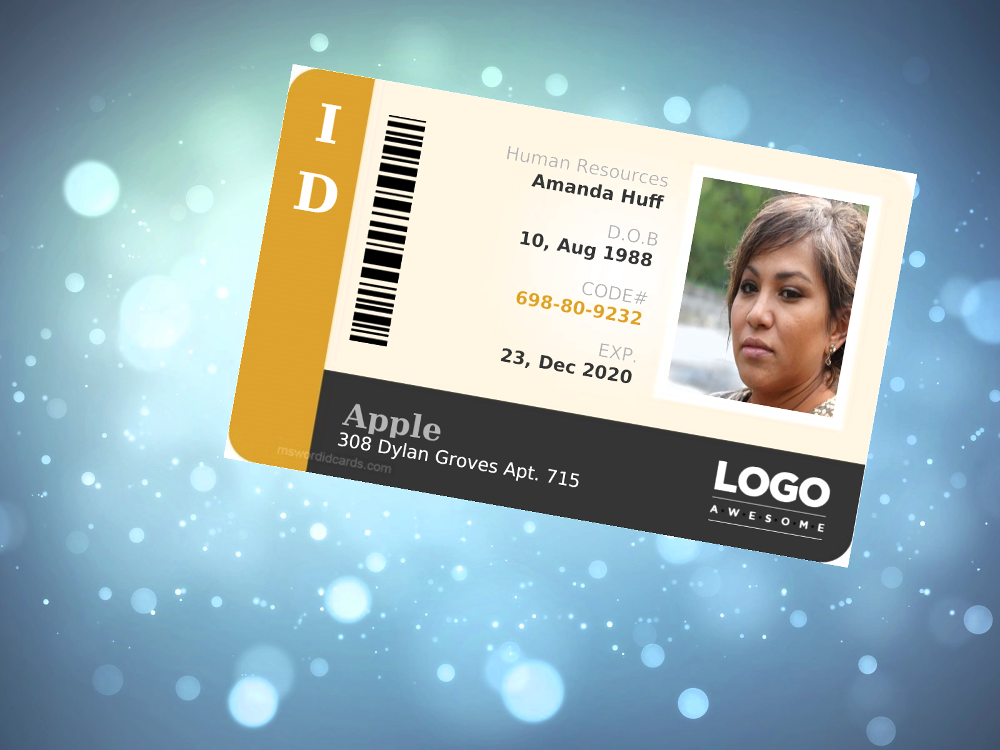 I
D
Human Resources
Amanda Huff
D.O.B
10, Aug 1988
CODE#
698-80-9232
EXP.
23, Dec 2020
Apple
308 Dylan Groves Apt. 715
mswordidcards.com
LOGO
A·W·E·S·O·M·E